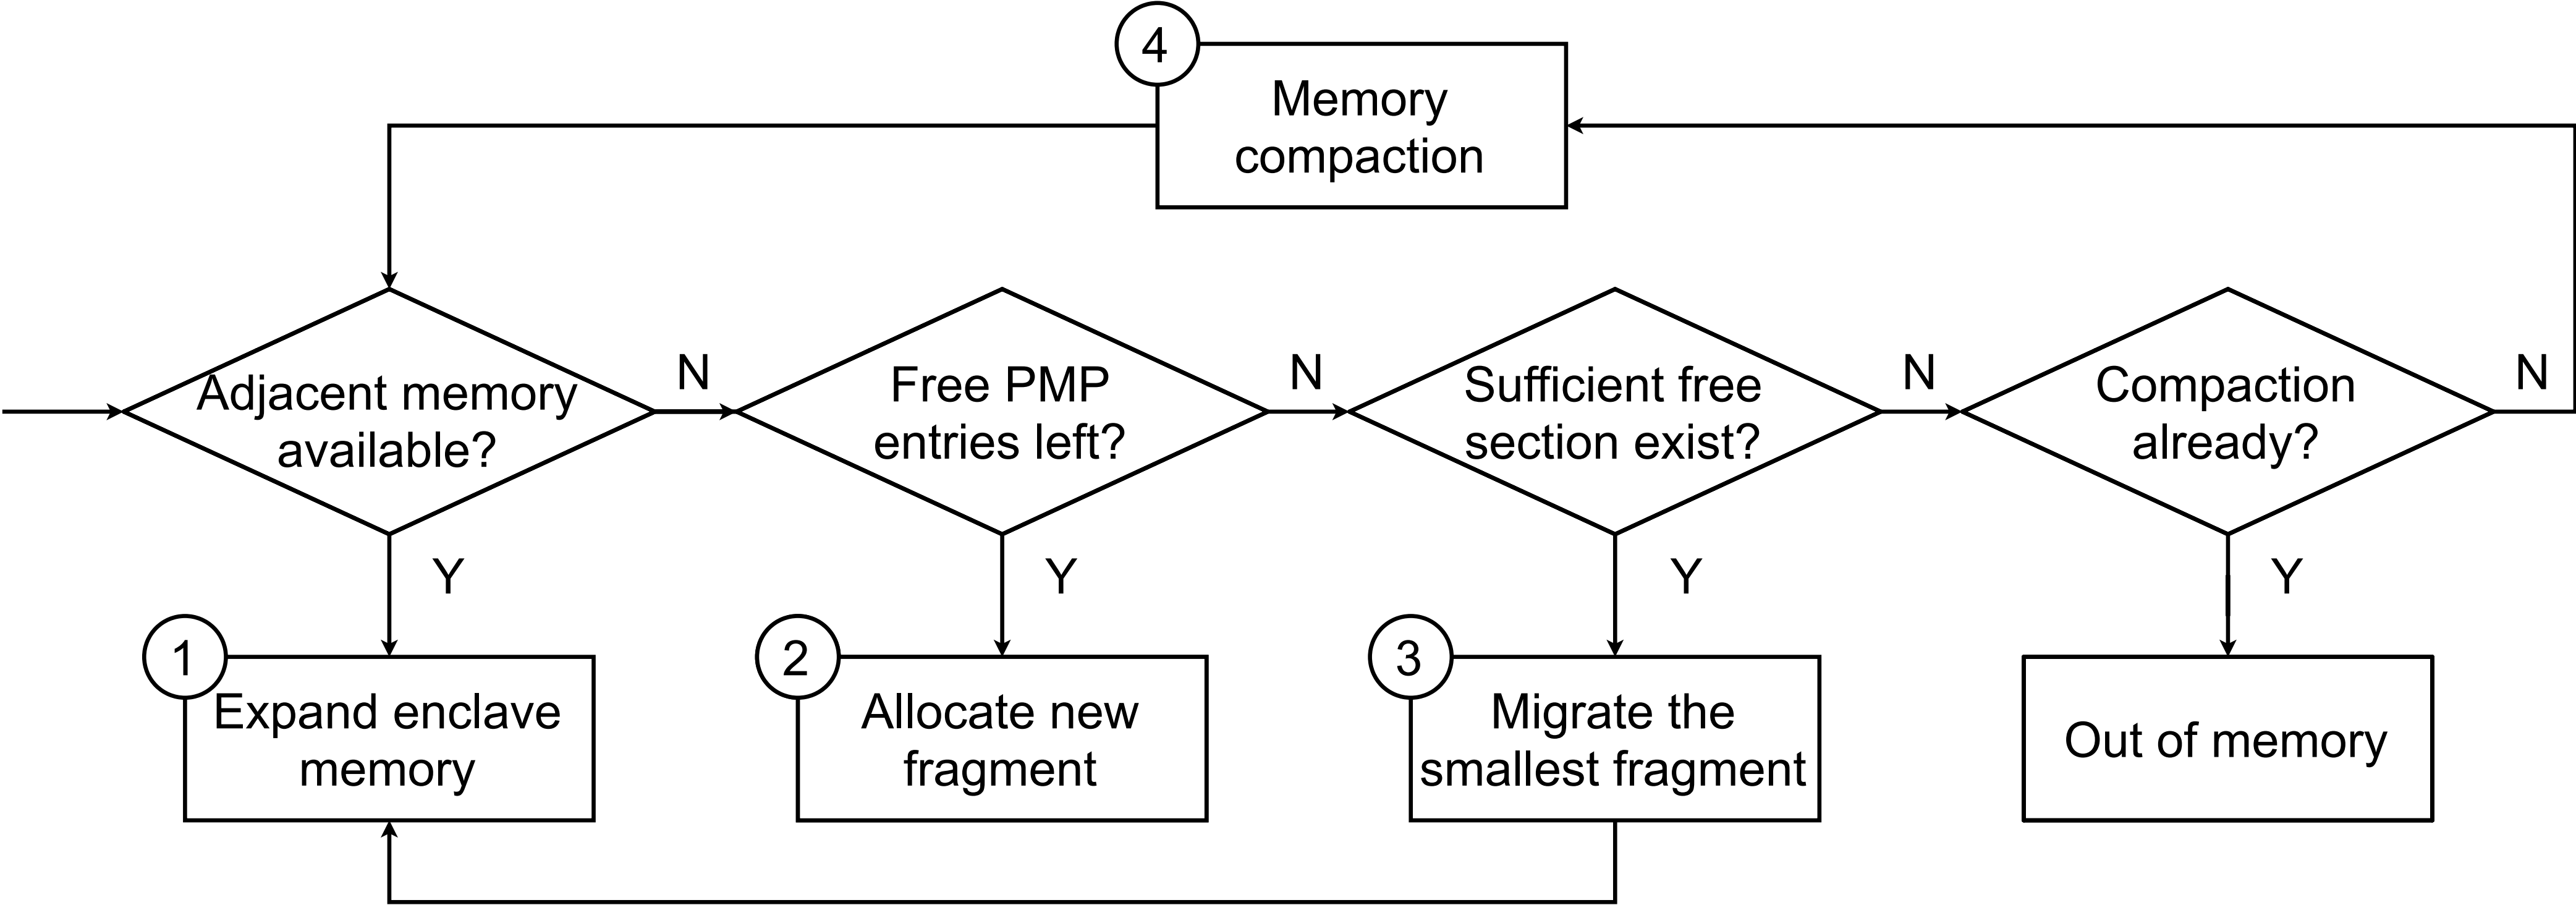 4
Memory
compaction
Adjacent memory
available?
N
Free PMP
entries left?
N
Sufficient free
section exist?
N
Compaction
already?
N
Y
Y
Y
Y
1
Expand enclave
memory
2
Allocate new
fragment
3
Migrate the
smallest fragment
Out of memory